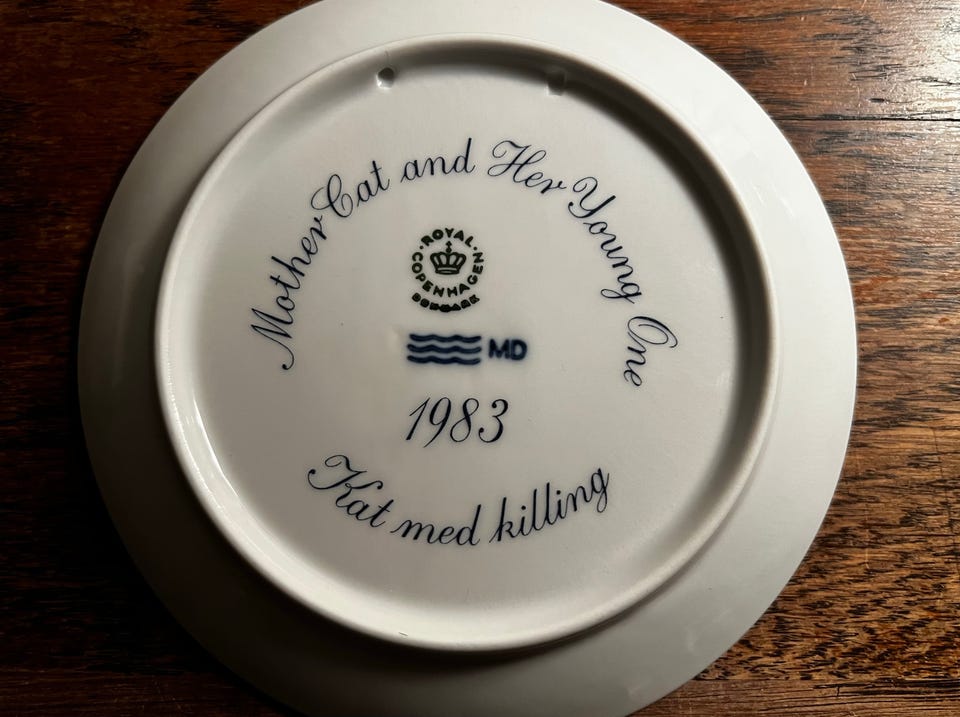 Mother Cat and Her Young One
ROYAL COPENHAGEN
DENMARK
MD
1983
Kat med killing